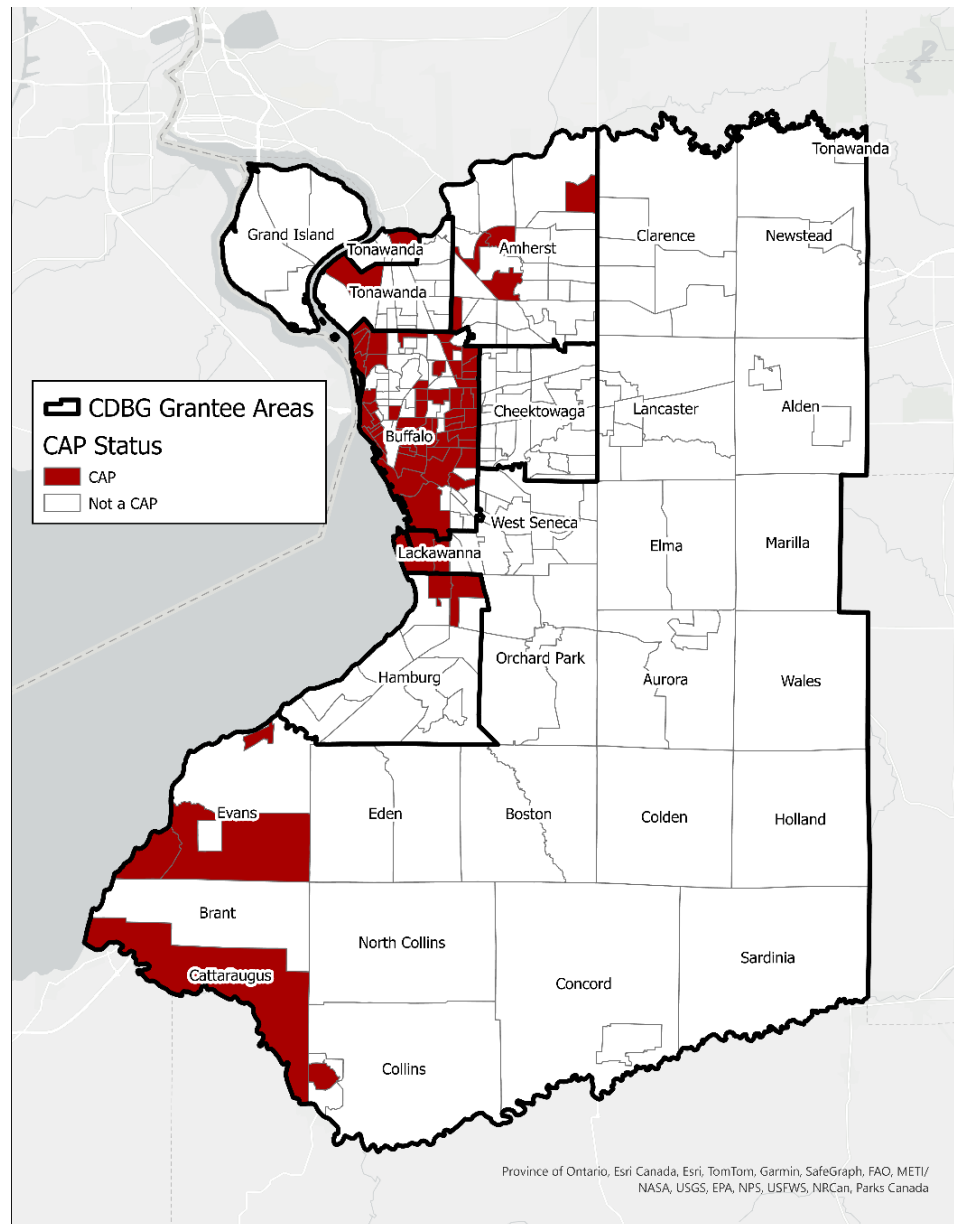 Tonawanda
Grand Island
Tonawanda
Amherst
Clarence
Newstead
Tonawanda
CDBG Grantee Areas
CAP Status
CAP
Not a CAP
Cheektowaga
Lancaster
Alden
Buffalo
West Seneca
Elma
Marilla
Lackawanna
Orchard Park
Hamburg
Aurora
Wales
Evans
Eden
Boston
Colden
Holland
Brant
North Collins
Cattaraugus
Concord
Sardinia
Collins
Province of Ontario, Esri Canada, Esri, TomTom, Garmin, SafeGraph, FAO, METI/
NASA, USGS, EPA, NPS, USFWS, NRCan, Parks Canada